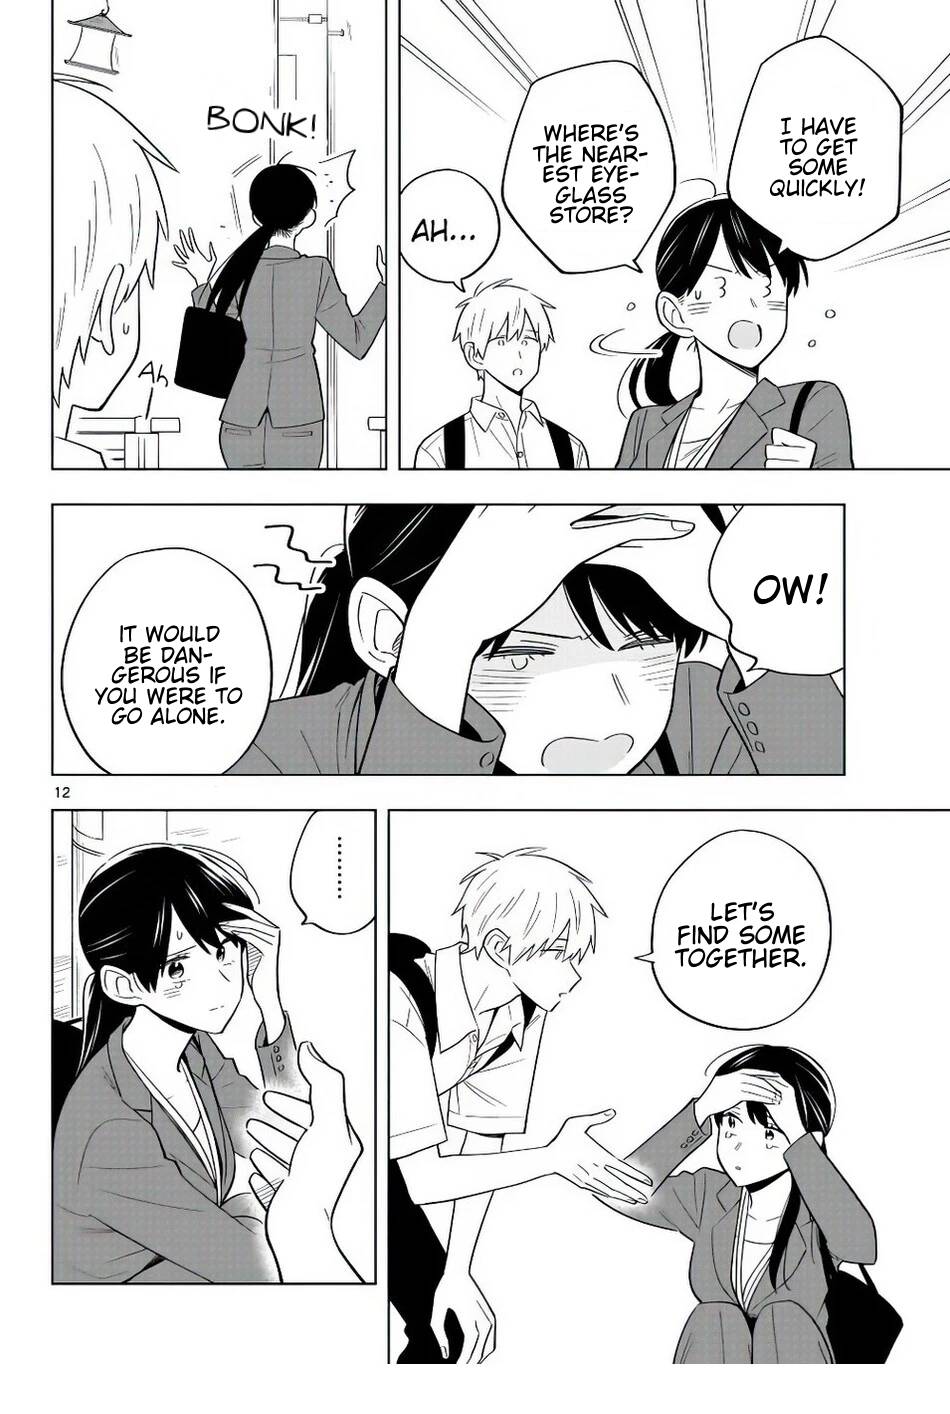 I HAVE
TO GET
SOME
QUICKLY!
WHERE'S
THE NEAR-
EST EYE-
GLASS
STORE?
AH...
BONK!
Ah
OW!
IT WOULD
BE DAN-
GEROUS IF
YOU WERE TO
GO ALONE.
12
LET'S
FIND SOME
TOGETHER.
.........